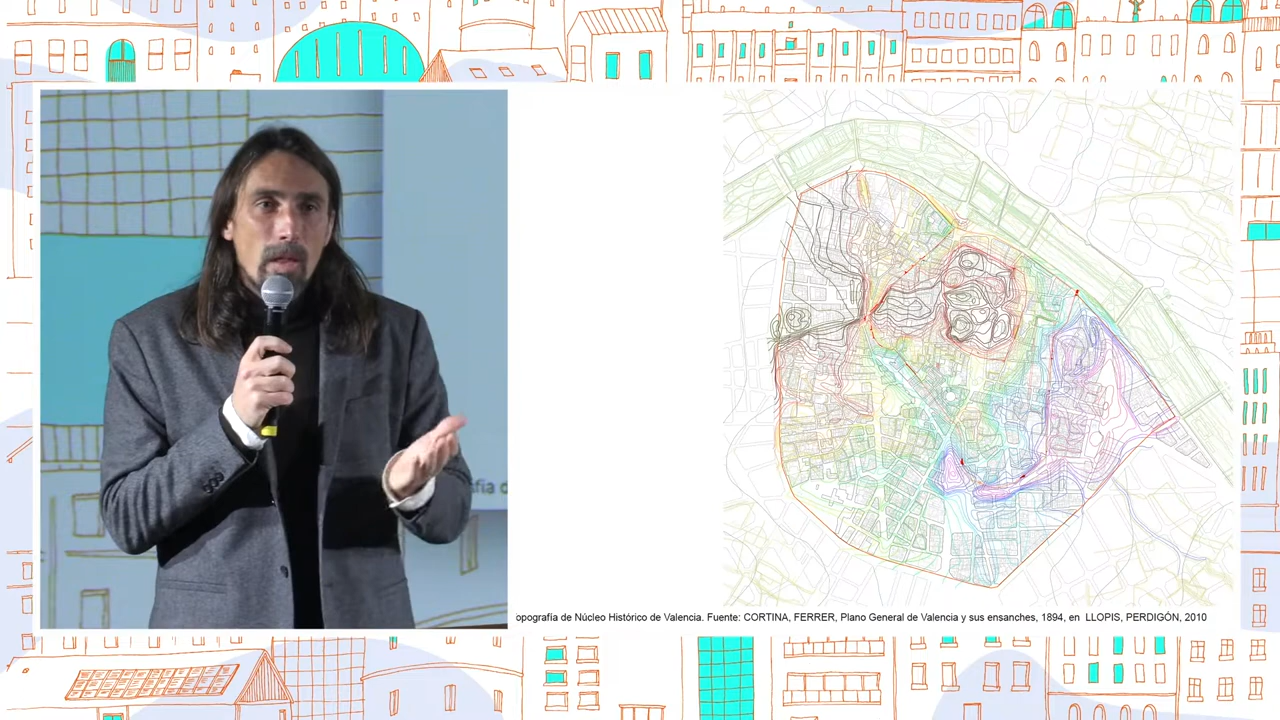 opografía de Núcleo Histórico de Valencia. Fuente: CORTINA, FERRER, Plano General de Valencia y sus ensanches, 1894, en LLOPIS, PERDIGÓN, 2010